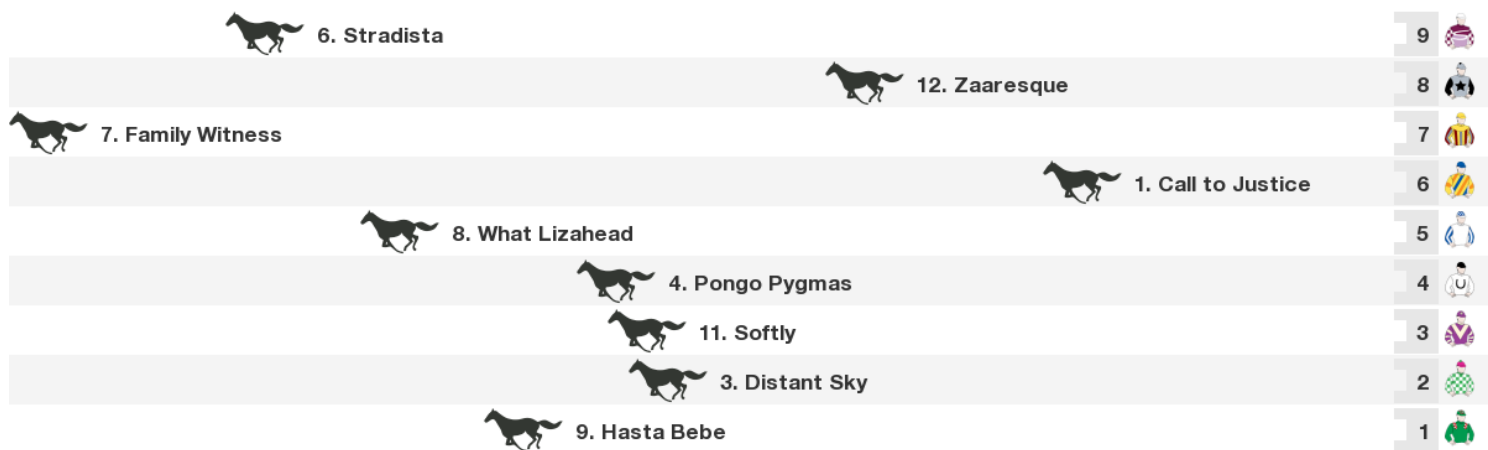 6. Stradista 9
12. Zaaresque 8
7. Family Witness 7
1. Call to Justice 6
8. What Lizahead 5
4. Pongo Pygmas 4
11. Softly 3
3. Distant Sky 2
9. Hasta Bebe 1